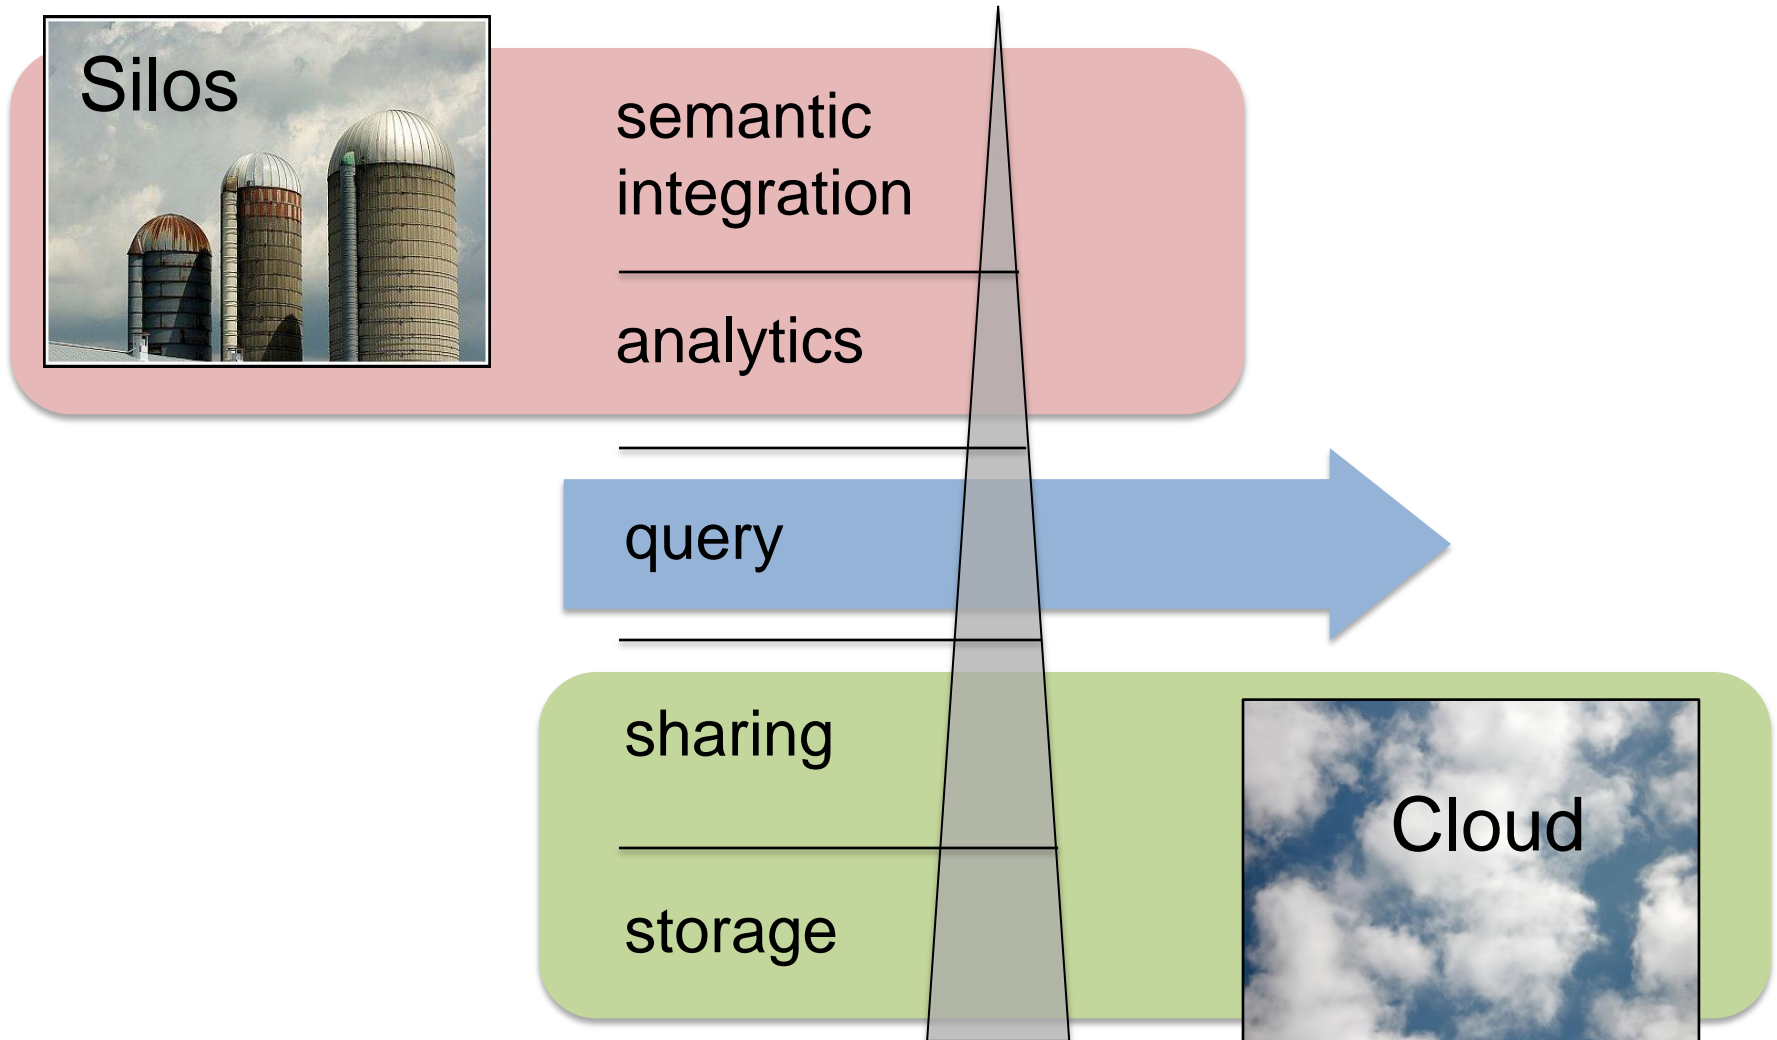 Silos
semantic
integration
analytics
query
sharing
Cloud
storage